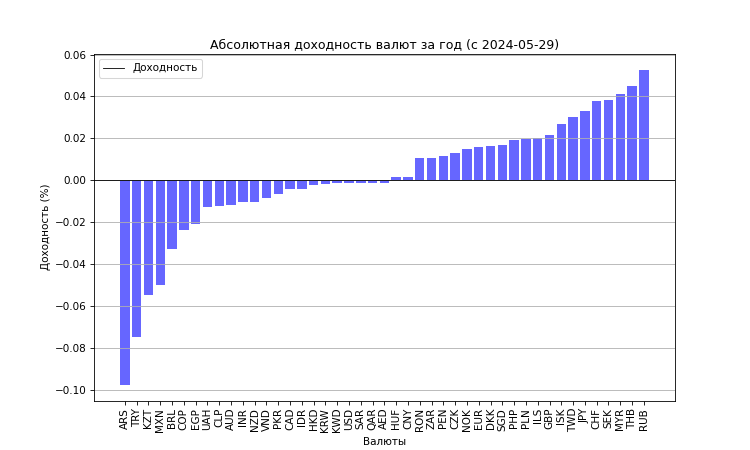 Абсолютная доходность валют за год (с 2024-05-29)
Доходность (%)
0.06
0.04
0.02
0.00
−0.02
−0.04
−0.06
−0.08
−0.10
Доходность
ARS
TRY
KZT
MXN
BRL
COP
EGP
UAH
CLP
AUD
INR
NZD
VND
PKR
CAD
IDR
HKD
KRW
KWD
USD
SAR
QAR
AED
HUF
CNY
RON
ZAR
PEN
CZK
NOK
EUR
DKK
SGD
PHP
PLN
ILS
GBP
ISK
TWD
JPY
CHF
SEK
MYR
THB
RUB
Валюты